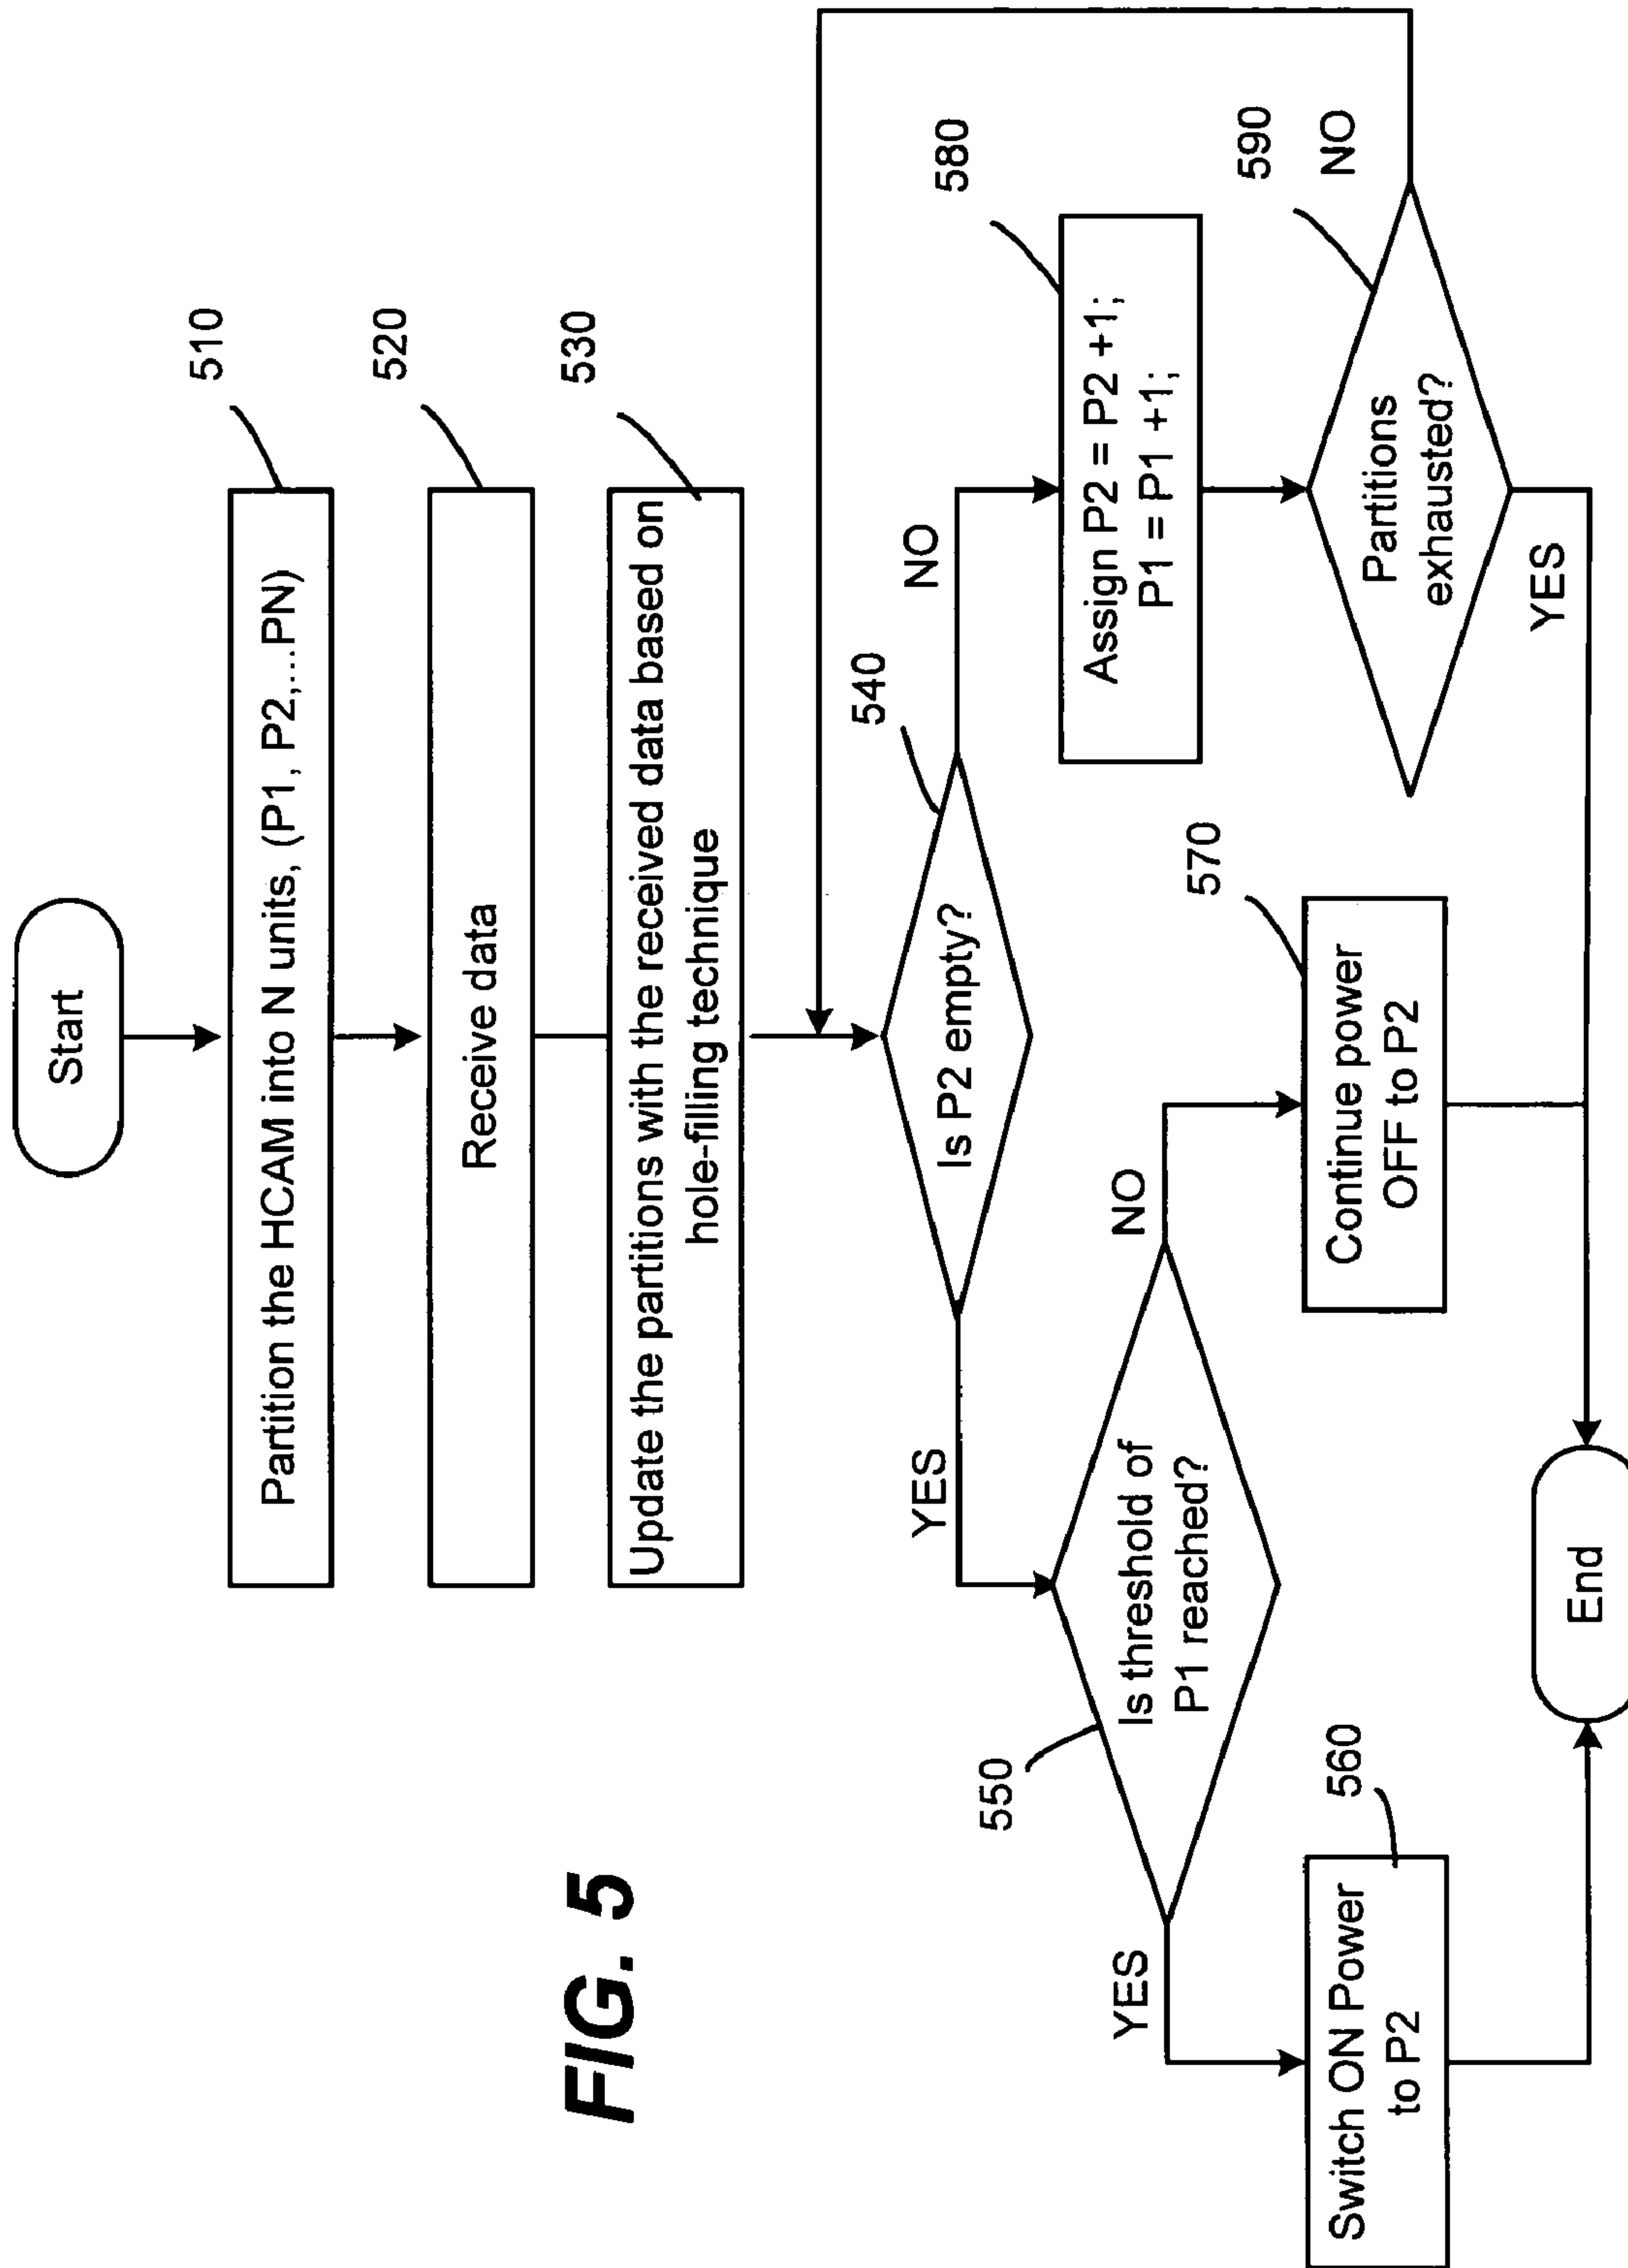 Start
510
Partition the HCAM into N units, (P1, P2,...PN)
520
Receive data
530
Update the partitions with the received data based on
hole-filling technique
540
Is P2 empty?
YES
NO
550
Is threshold of
P1 reached?
YES
NO
560
Switch ON Power
to P2
570
Continue power
OFF to P2
580
Assign P2 = P2 +1;
P1 = P1 +1;
590
Partitions
exhausted?
NO
YES
End
FIG. 5